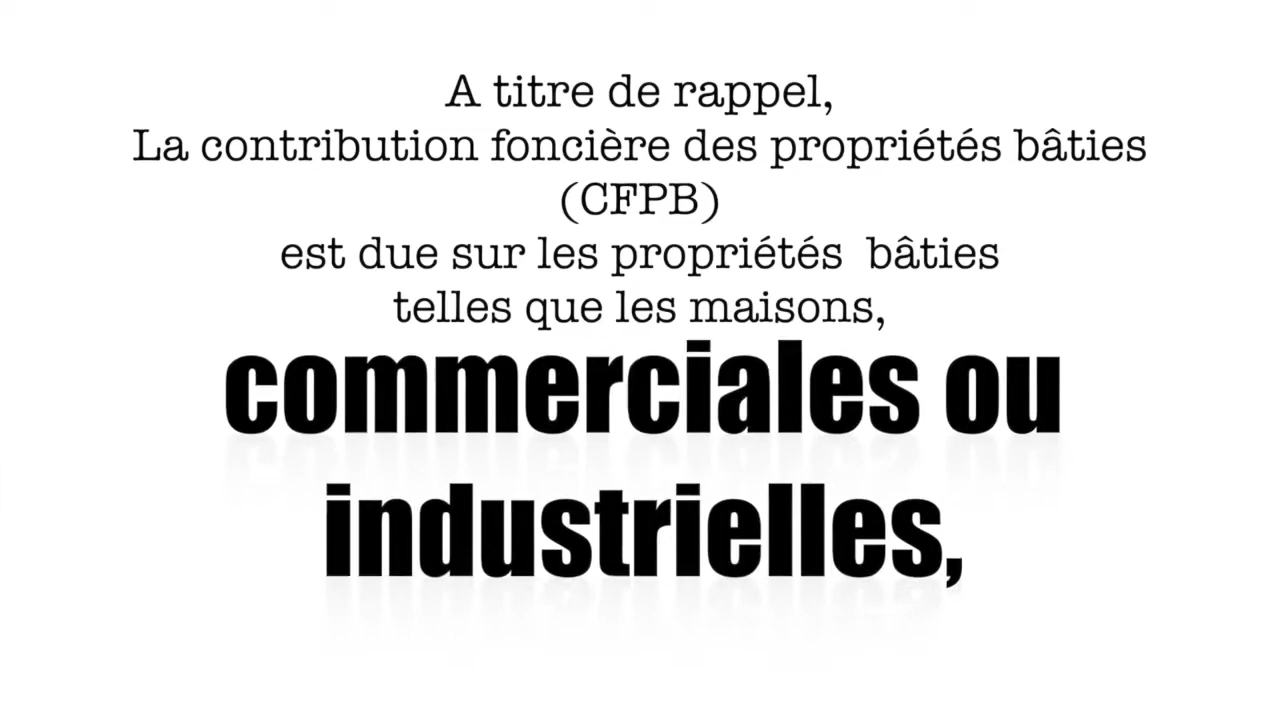 A titre de rappel,
La contribution foncière des propriétés bâties
(CFPB)
est due sur les propriétés bâties
telles que les maisons,
commerciales ou
industrielles,